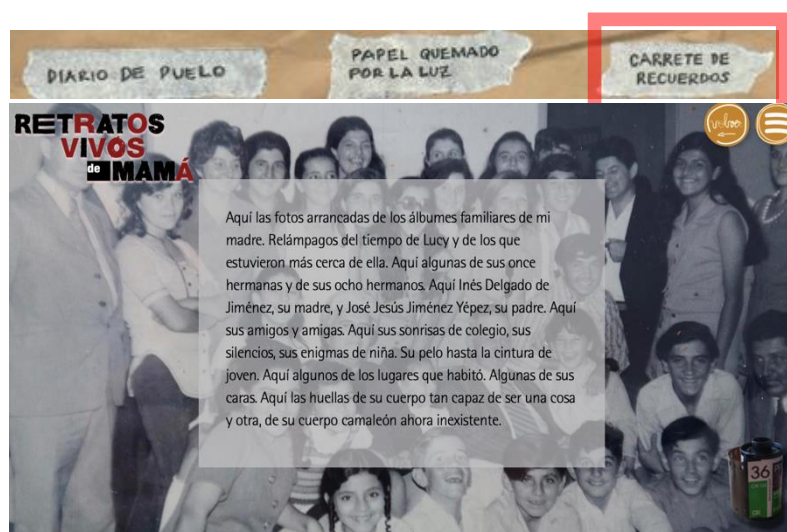 DIARIO DE PUELO
PAPEL QUEMADO
POR LA LUZ
CARRETE DE
RECUERDOS
RETRATOS
VIVOS
de MAMÁ
Volver
Aquí las fotos arrancadas de los álbumes familiares de mi
madre. Relámpagos del tiempo de Lucy y de los que
estuvieron más cerca de ella. Aquí algunas de sus once
hermanas y de sus ocho hermanos. Aquí Inés Delgado de
Jiménez, su madre, y José Jesús Jiménez Yépez, su padre. Aquí
sus amigos y amigas. Aquí sus sonrisas de colegio, sus
silencios, sus enigmas de niña. Su pelo hasta la cintura de
joven. Aquí algunos de los lugares que habitó. Algunas de sus
caras. Aquí las huellas de su cuerpo tan capaz de ser una cosa
y otra, de su cuerpo camaleón ahora inexistente.
36